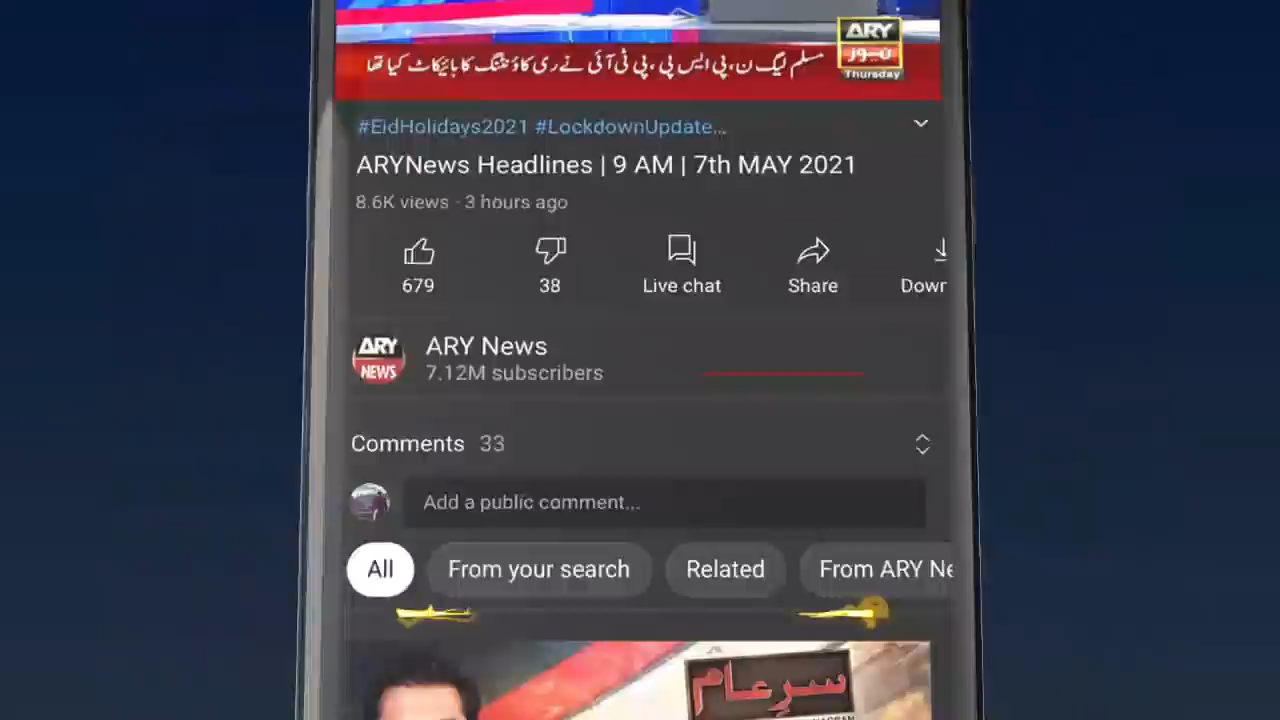 ARY
نیوز
Thursday
مسلم لیگ ن، پی ایس پی، پی ٹی آئی نے ری کاؤنٹنگ کا بائیکاٹ کیا تھا
#EidHolidays2021 #LockdownUpdate...
ARYNews Headlines | 9 AM | 7th MAY 2021
8.6K views · 3 hours ago
679
38
Live chat
Share
Down
ARY
NEWS
ARY News
7.12M subscribers
Comments 33
Add a public comment...
All
From your search
Related
From ARY Ne
سرعام